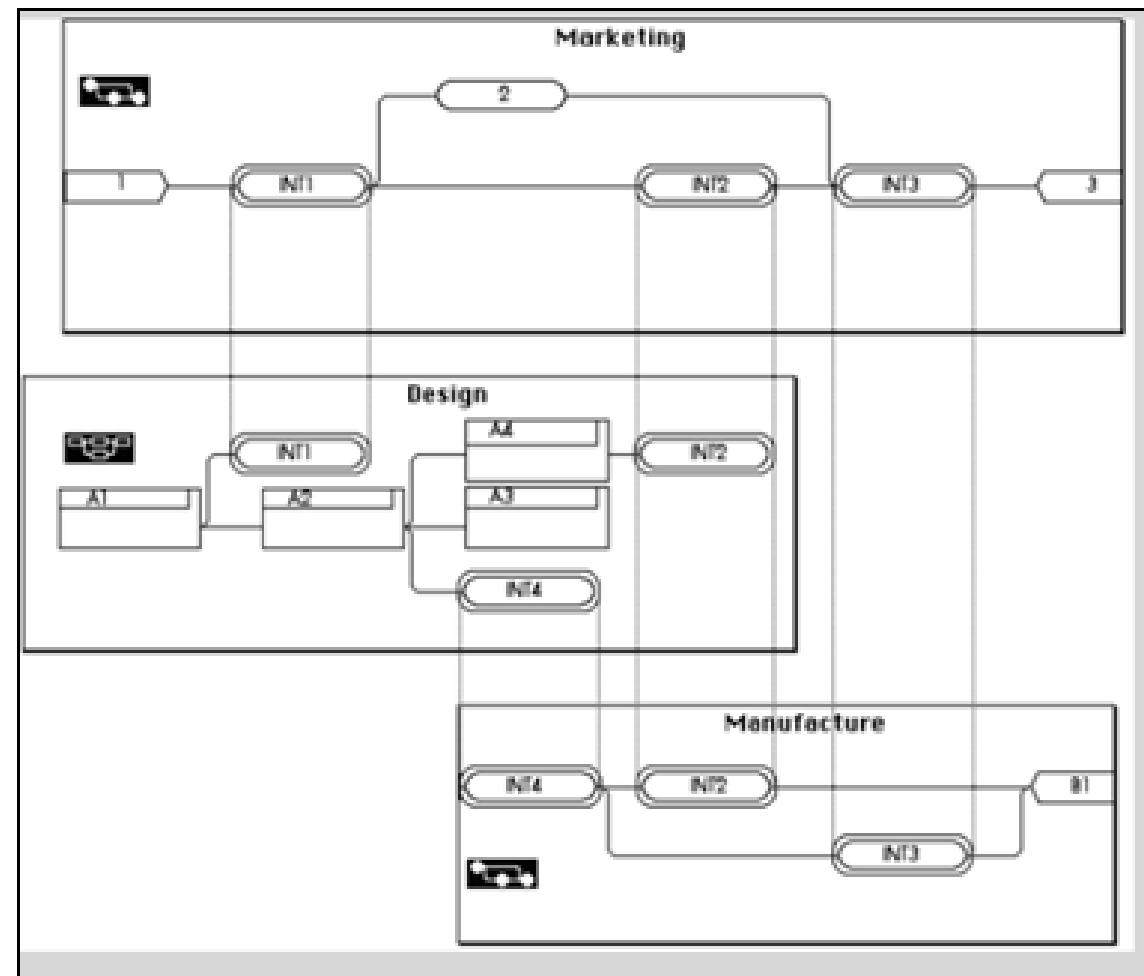 Marketing
2
1
INT1
INT2
INT3
3
Design
A4
INT1
INT2
A1
A2
A3
INT4
Manufacture
INT4
INT2
B1
INT3